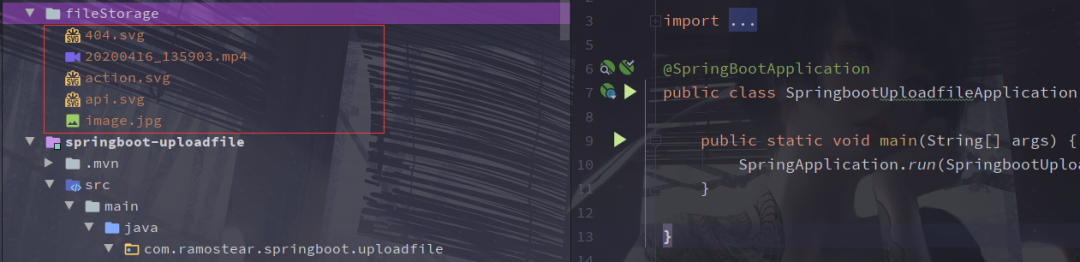 fileStorage
404.svg
20200416_135903.mp4
action.svg
api.svg
image.jpg
springboot-uploadfile
.mvn
src
main
java
com.ramostear.springboot.uploadfile
3 import ...
5
6 @SpringBootApplication
7 public class SpringbootUploadfileApplication
8
9 public static void main(String[] args) {
10 SpringApplication.run(SpringbootUploa
11 }
12
13 }
14